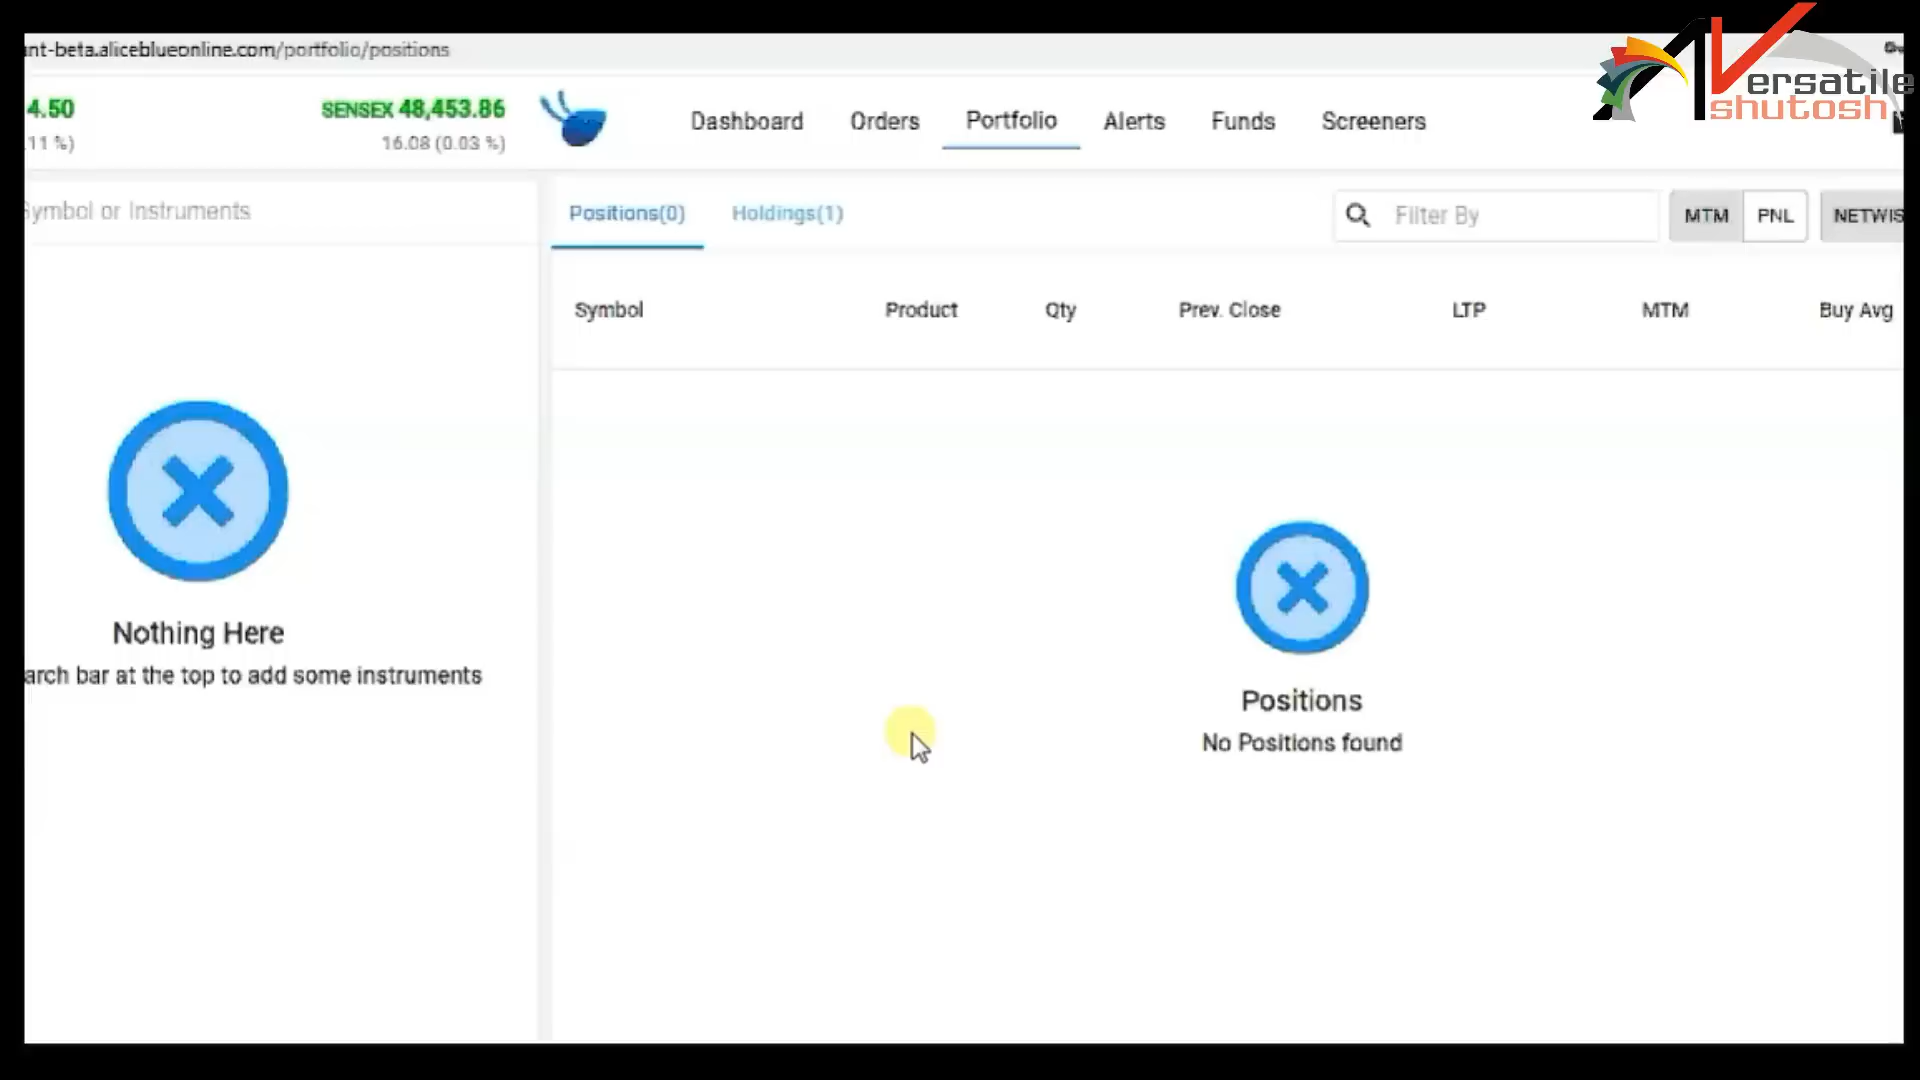 nt-beta.aliceblueonline.com/portfolio/positions
4.50
SENSEX 48,453.86
11 %)
16.08 (0.03 %)
Dashboard
Orders
Portfolio
Alerts
Funds
Screeners
Versatile
shutosh
Symbol or Instruments
Positions(0)
Holdings(1)
Filter By
MTM
PNL
NETWIS
Symbol
Product
Qty
Prev. Close
LTP
MTM
Buy Avg
Nothing Here
arch bar at the top to add some instruments
Positions
No Positions found